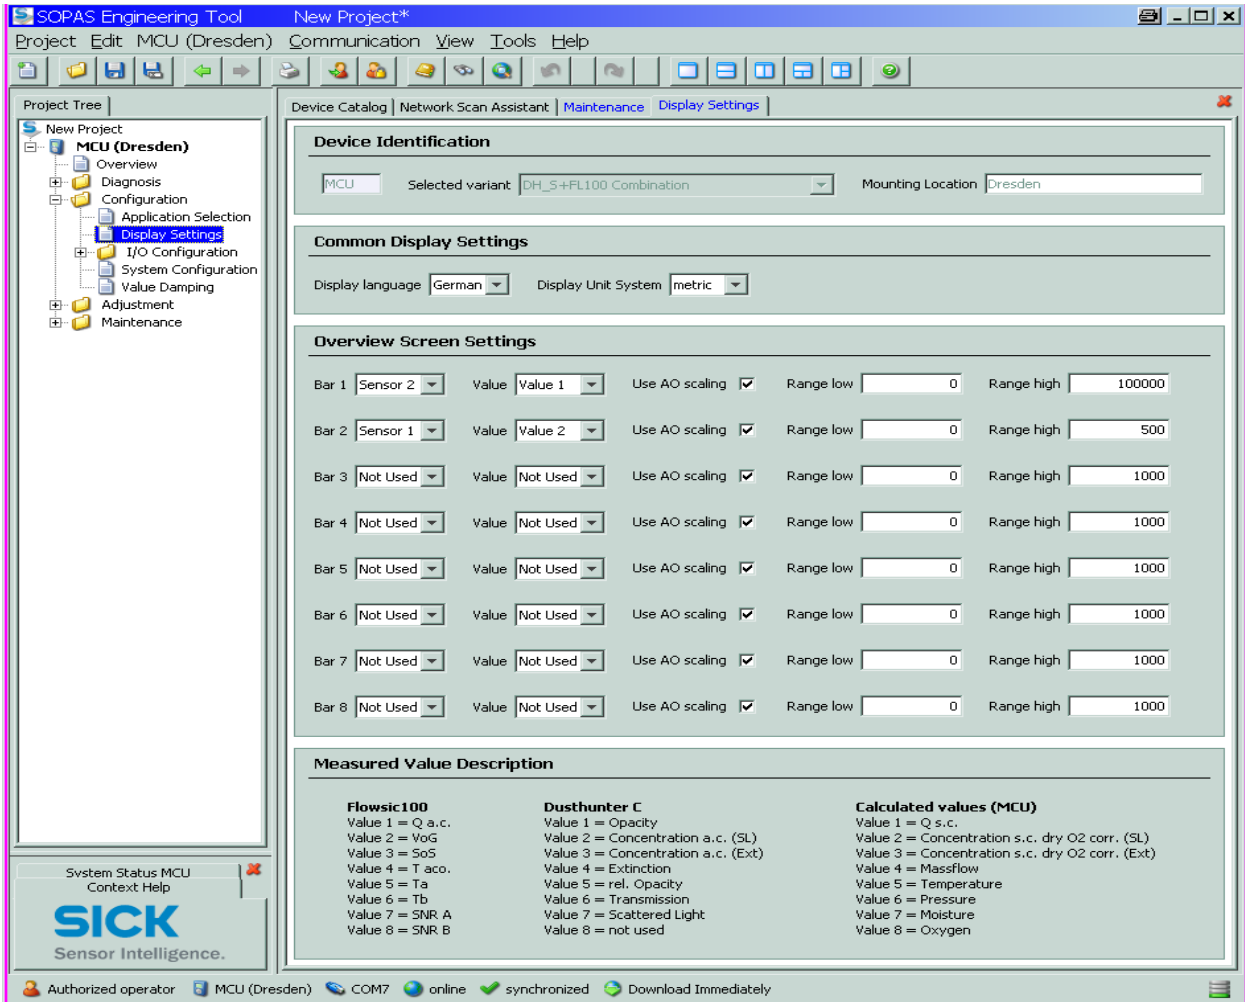 SOPAS Engineering Tool New Project*
Project Edit MCU (Dresden) Communication View Tools Help
Project Tree
New Project
MCU (Dresden)
Overview
Diagnosis
Configuration
Application Selection
Display Settings
I/O Configuration
System Configuration
Value Damping
Adjustment
Maintenance
System Status MCU
Context Help
SICK
Sensor Intelligence.
Device Catalog Network Scan Assistant Maintenance Display Settings
Device Identification
MCU Selected variant DH_S+FL100 Combination Mounting Location Dresden
Common Display Settings
Display language German Display Unit System metric
Overview Screen Settings
Bar 1 Sensor 2 Value Value 1 Use AO scaling Range low 0 Range high 100000
Bar 2 Sensor 1 Value Value 2 Use AO scaling Range low 0 Range high 500
Bar 3 Not Used Value Not Used Use AO scaling Range low 0 Range high 1000
Bar 4 Not Used Value Not Used Use AO scaling Range low 0 Range high 1000
Bar 5 Not Used Value Not Used Use AO scaling Range low 0 Range high 1000
Bar 6 Not Used Value Not Used Use AO scaling Range low 0 Range high 1000
Bar 7 Not Used Value Not Used Use AO scaling Range low 0 Range high 1000
Bar 8 Not Used Value Not Used Use AO scaling Range low 0 Range high 1000
Measured Value Description
Flowsic100 Dusthunter C Calculated values (MCU)
Value 1 = Q a.c. Value 1 = Opacity Value 1 = Q s.c.
Value 2 = VoG Value 2 = Concentration a.c. (SL) Value 2 = Concentration s.c. dry O2 corr. (SL)
Value 3 = SoS Value 3 = Concentration a.c. (Ext) Value 3 = Concentration s.c. dry O2 corr. (Ext)
Value 4 = T aco. Value 4 = Extinction Value 4 = Massflow
Value 5 = Ta Value 5 = rel. Opacity Value 5 = Temperature
Value 6 = Tb Value 6 = Transmission Value 6 = Pressure
Value 7 = SNR A Value 7 = Scattered Light Value 7 = Moisture
Value 8 = SNR B Value 8 = not used Value 8 = Oxygen
Authorized operator MCU (Dresden) COM7 online synchronized Download Immediately